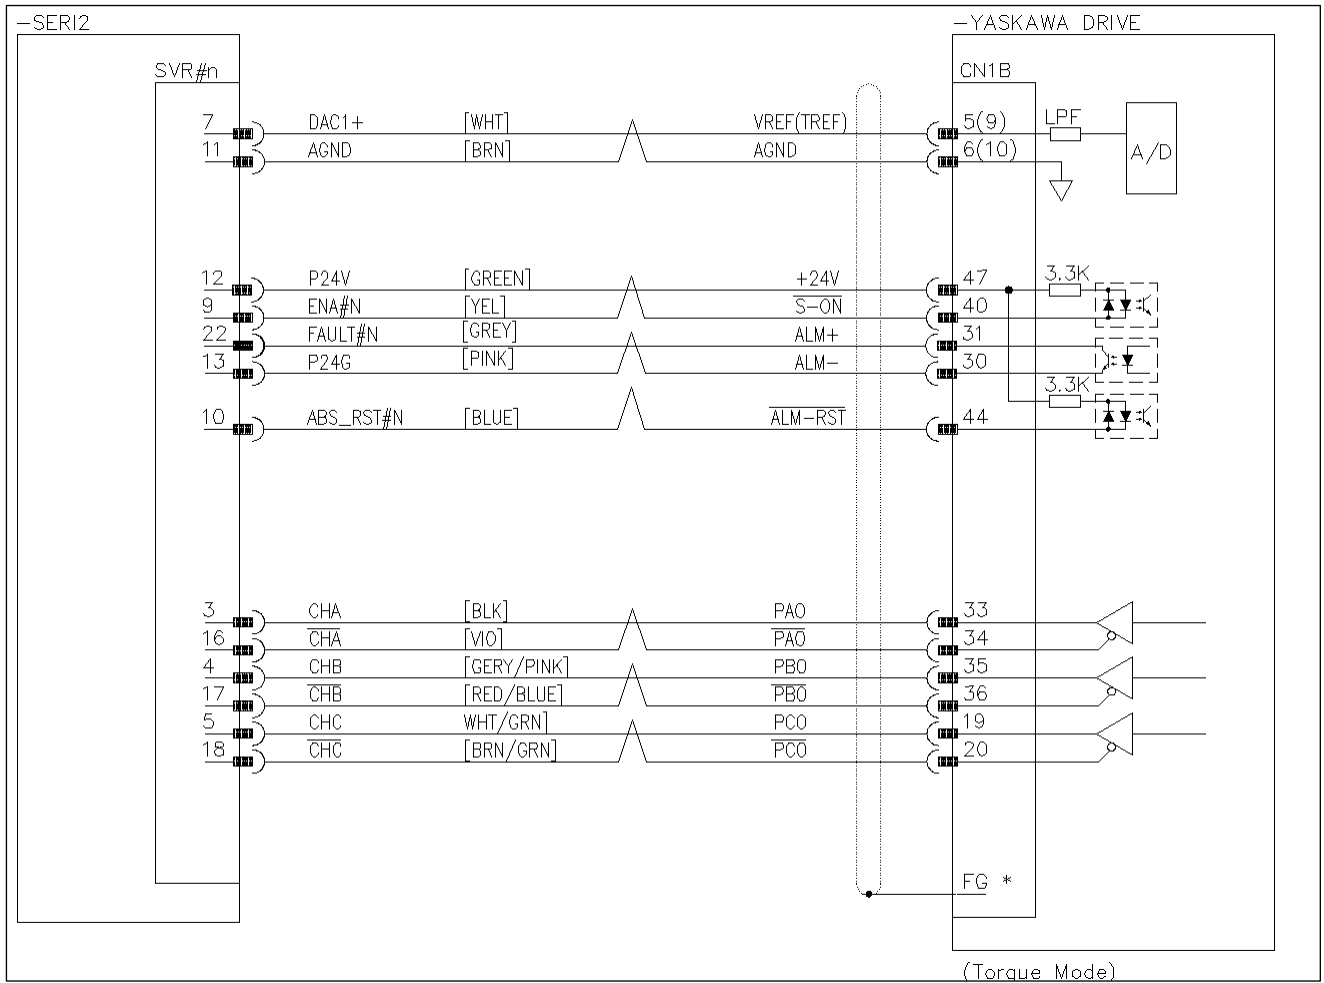 -SERI2 -YASKAWA DRIVE
SVR#n CN1B
7 DAC1+ [WHT] VREF(TREF) 5(9) LPF
11 AGND [BRN] AGND 6(10) A/D
12 P24V [GREEN] +24V 47 3.3K
9 ENA#N [YEL] S-ON 40
22 FAULT#N [GREY] ALM+ 31
13 P24G [PINK] ALM- 30
3.3K
10 ABS_RST#N [BLUE] ALM-RST 44
3 CHA [BLK] PAO 33
16 CHA [VIO] PAO 34
4 CHB [GERY/PINK] PBO 35
17 CHB [RED/BLUE] PBO 36
5 CHC WHT/GRN] PCO 19
18 CHC [BRN/GRN] PCO 20
FG *
(Torque Mode)